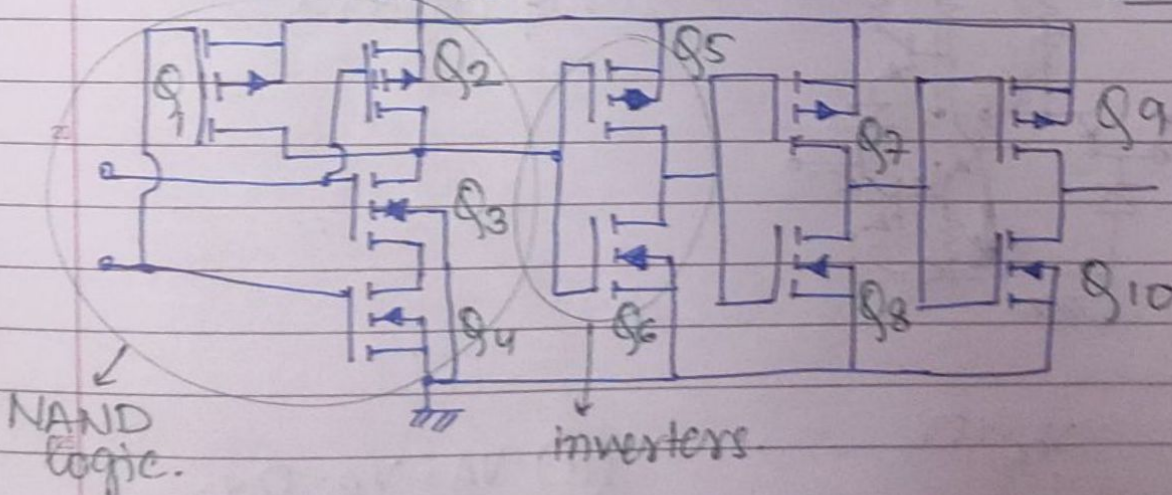 Q1
Q2
Q3
Q4
Q5
Q6
Q7
Q8
Q9
Q10
NAND
logic.
inverters.